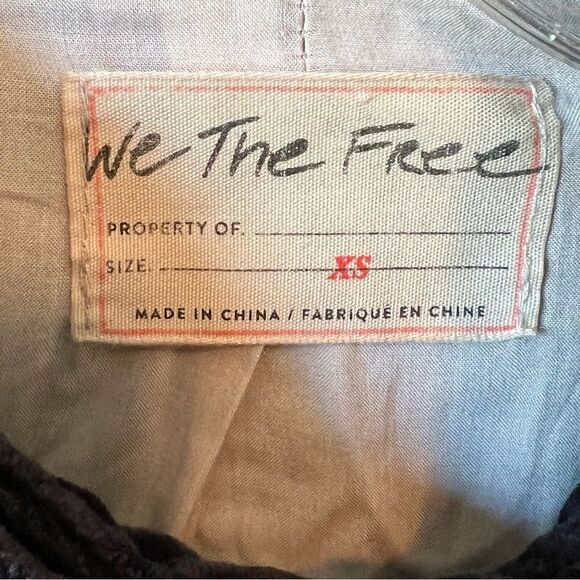 We The Free
PROPERTY OF.
SIZE. XS
MADE IN CHINA / FABRIQUÉ EN CHINE